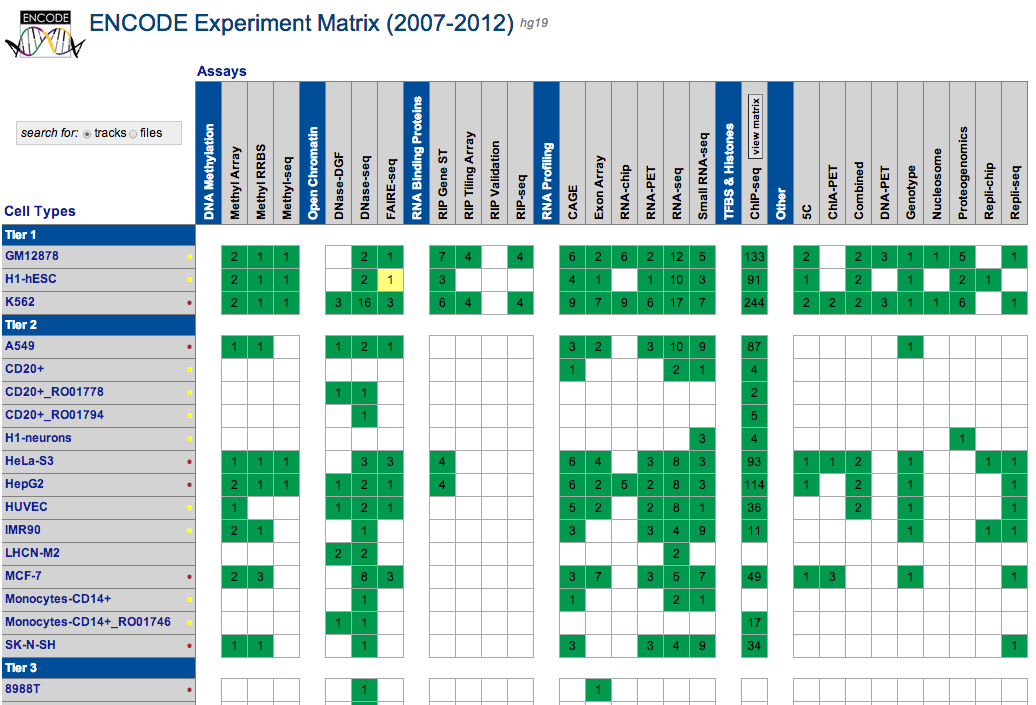 ENCODE
ENCODE Experiment Matrix (2007-2012) hg19
Assays
search for: tracks files
Cell Types
DNA Methylation
Methyl Array
Methyl RRBS
Methyl-seq
Open Chromatin
DNase-DGF
DNase-seq
FAIRE-seq
RNA Binding Proteins
RIP Gene ST
RIP Tiling Array
RIP Validation
RIP-seq
RNA Profiling
CAGE
Exon Array
RNA-chip
RNA-PET
RNA-seq
Small RNA-seq
TFBS & Histones
ChIP-seq
view matrix
Other
5C
ChIA-PET
Combined
DNA-PET
Genotype
Nucleosome
Proteogenomics
Repli-chip
Repli-seq
Tier 1
GM12878 2 1 1 2 1 7 4 4 6 2 6 2 12 5 133 2 2 3 1 1 5 1
H1-hESC 2 1 1 2 1 3 4 1 1 10 3 91 1 2 1 2 1
K562 2 1 1 3 16 3 6 4 4 9 7 9 6 17 7 244 2 2 2 3 1 1 6 1
Tier 2
A549 1 1 1 2 1 3 2 3 10 9 87 1
CD20+ 1 2 1 4
CD20+_RO01778 1 1 2
CD20+_RO01794 1 5
H1-neurons 3 4 1
HeLa-S3 1 1 1 3 3 4 6 4 3 8 3 93 1 1 2 1 1 1
HepG2 2 1 1 1 2 1 4 6 2 5 2 8 3 114 1 2 1 1
HUVEC 1 1 2 1 5 2 2 8 1 36 2 1 1
IMR90 2 1 1 3 3 4 9 11 1 1 1
LHCN-M2 2 2 2
MCF-7 2 3 8 3 3 7 3 5 7 49 1 3 1 1
Monocytes-CD14+ 1 1 2 1
Monocytes-CD14+_RO01746 1 1 17
SK-N-SH 1 1 1 3 3 4 9 34 1
Tier 3
8988T 1 1